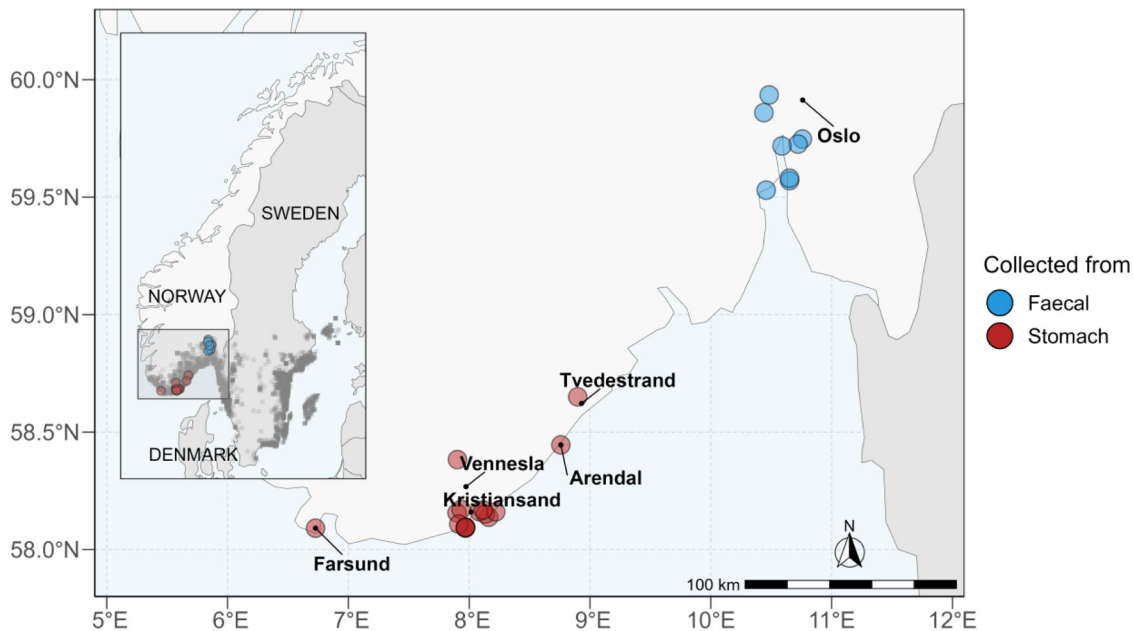 60.0°N
59.5°N
59.0°N
58.5°N
58.0°N
5°E
6°E
7°E
8°E
9°E
10°E
11°E
12°E
SWEDEN
NORWAY
DENMARK
Oslo
Tvedestrand
Arendal
Vennesla
Kristiansand
Farsund
N
100 km
Collected from
Faecal
Stomach